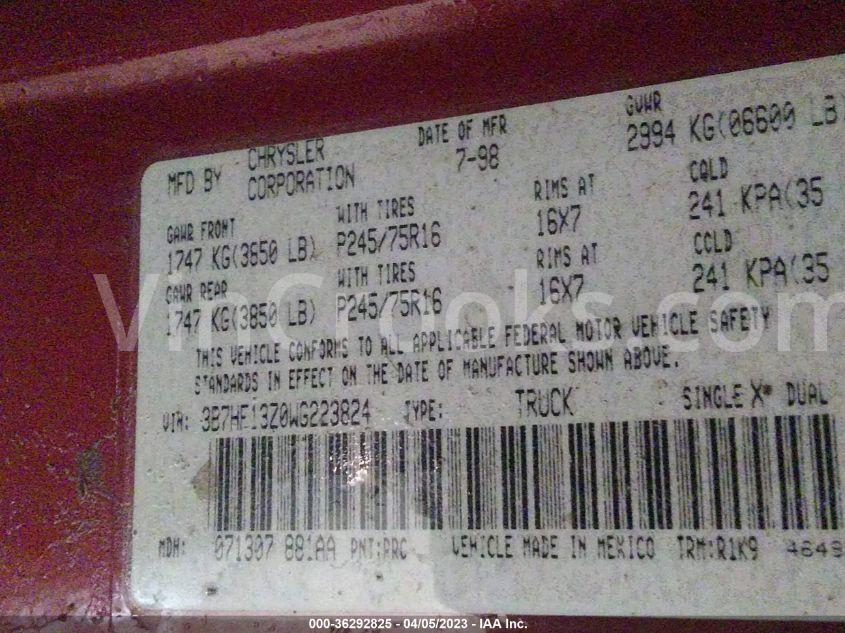 MFD BY CHRYSLER CORPORATION DATE OF MFR 7-98 GVWR 2994 KG(06600 LB)
GAWR FRONT WITH TIRES RIMS AT COLD
1747 KG(3850 LB) P245/75R16 16X7 241 KPA(35
GAWR REAR WITH TIRES RIMS AT COLD
1747 KG(3850 LB) P245/75R16 16X7 241 KPA(35
VinCrooks.com
THIS VEHICLE CONFORMS TO ALL APPLICABLE FEDERAL MOTOR VEHICLE SAFETY
STANDARDS IN EFFECT ON THE DATE OF MANUFACTURE SHOWN ABOVE.
VIN: 3B7HF13Z0WG223824 TYPE: TRUCK SINGLE X DUAL
MDH: 071307 881AA PNT:PRC VEHICLE MADE IN MEXICO TRM:R1K9 4649
000-36292825 - 04/05/2023 - IAA Inc.